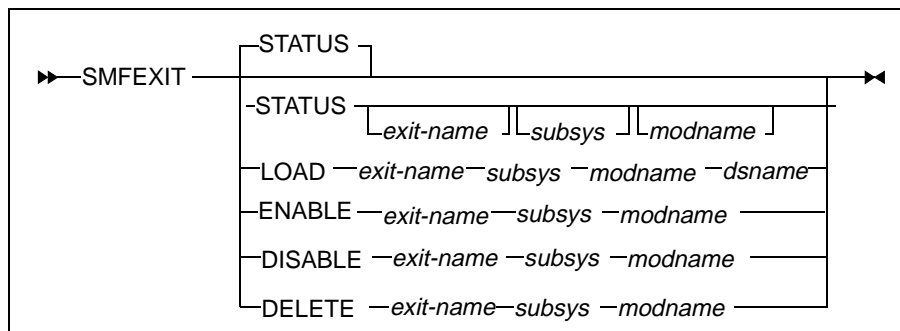 STATUS
SMFEXIT
STATUS exit-name subsys modname
LOAD exit-name subsys modname dsname
ENABLE exit-name subsys modname
DISABLE exit-name subsys modname
DELETE exit-name subsys modname